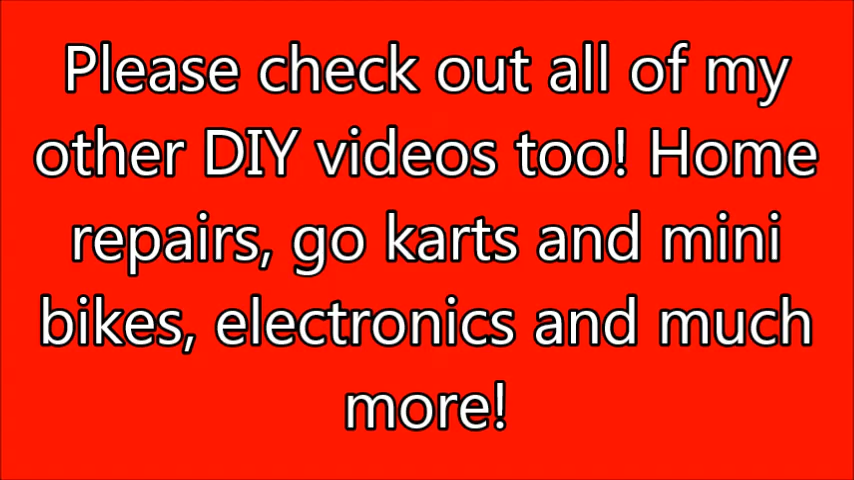 Please check out all of my
other DIY videos too! Home
repairs, go karts and mini
bikes, electronics and much
more!